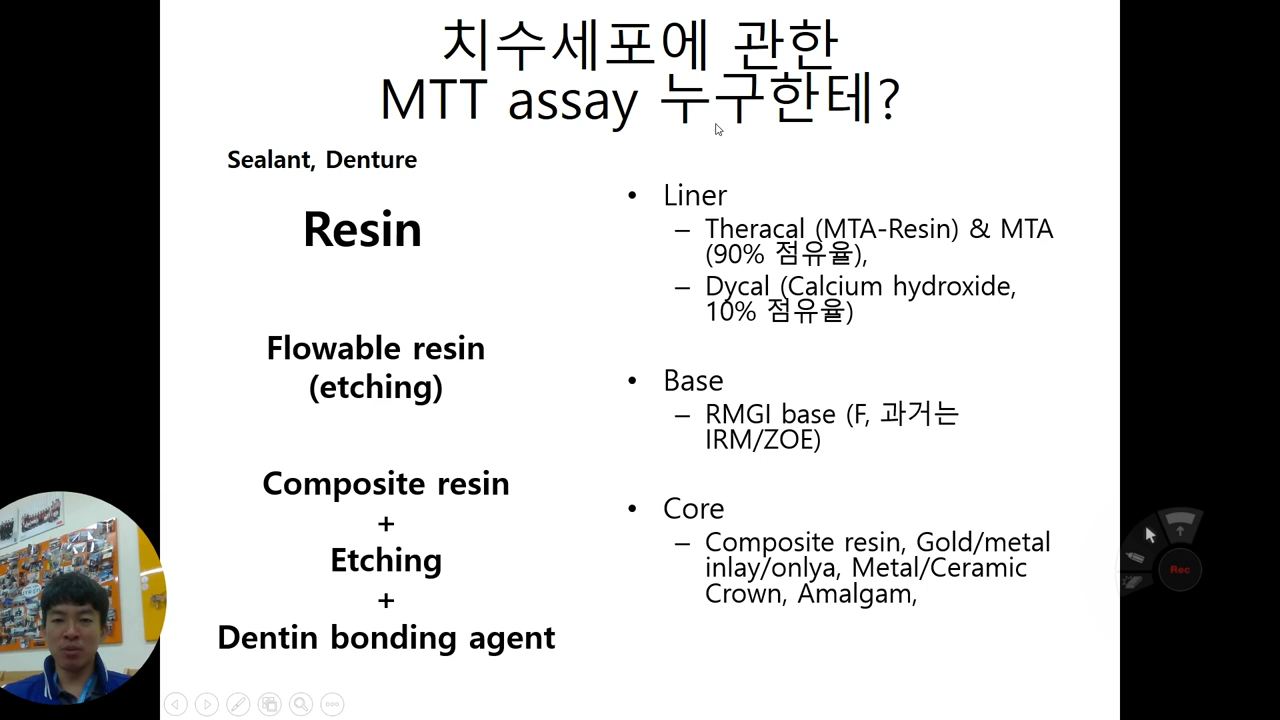 치수세포에 관한
MTT assay 누구한테?
Sealant, Denture
Resin
Flowable resin
(etching)
Composite resin
+
Etching
+
Dentin bonding agent
• Liner
– Theracal (MTA-Resin) & MTA
(90% 점유율),
– Dycal (Calcium hydroxide,
10% 점유율)
• Base
– RMGI base (F, 과거는
IRM/ZOE)
• Core
– Composite resin, Gold/metal
inlay/onlya, Metal/Ceramic
Crown, Amalgam,
Rec